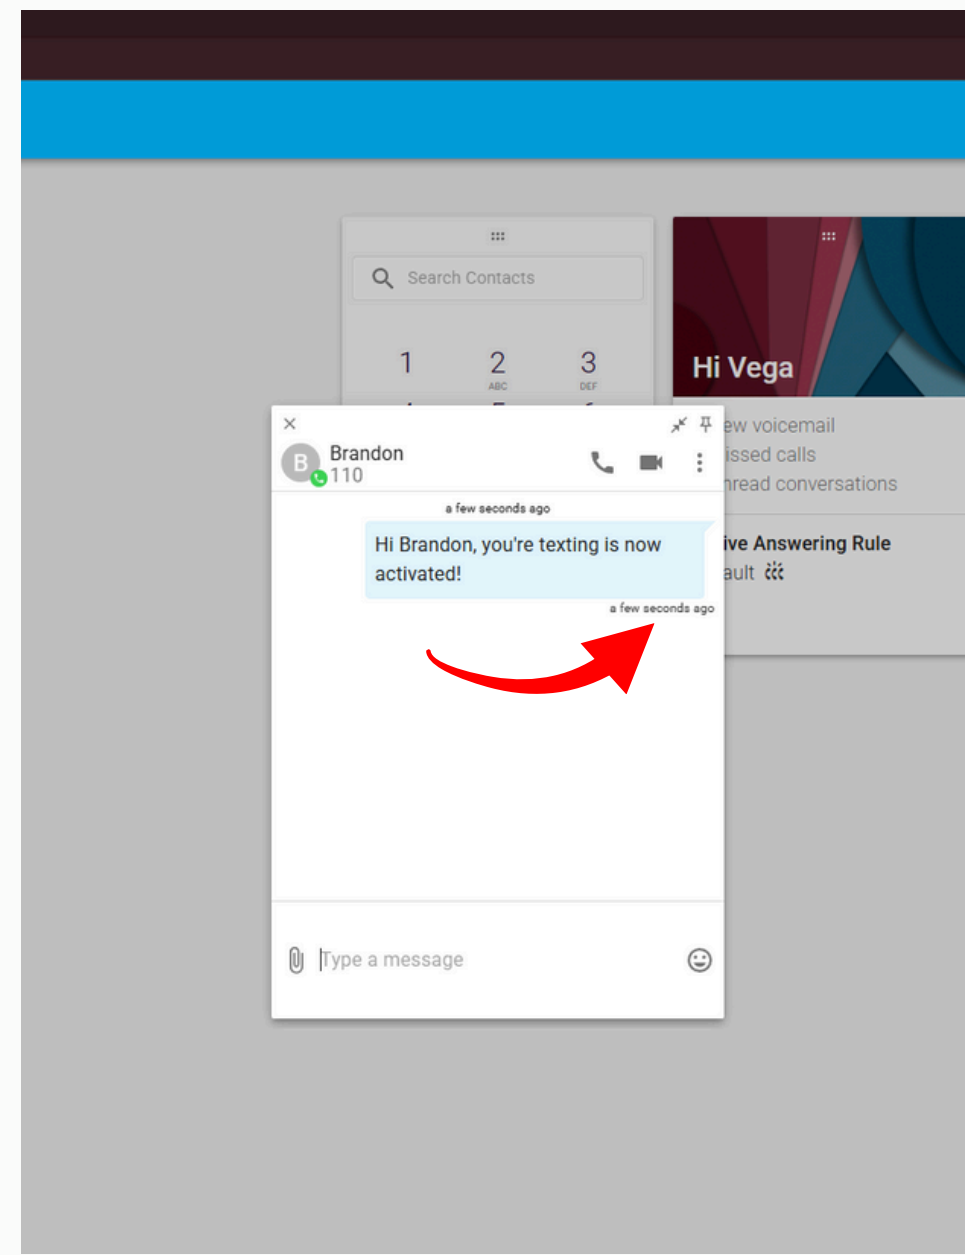 Search Contacts
1 2 3
ABC DEF
Hi Vega
Brandon
110
ew voicemail
issed calls
nread conversations
a few seconds ago
Hi Brandon, you're texting is now
activated!
a few seconds ago
ive Answering Rule
ault
Type a message
B